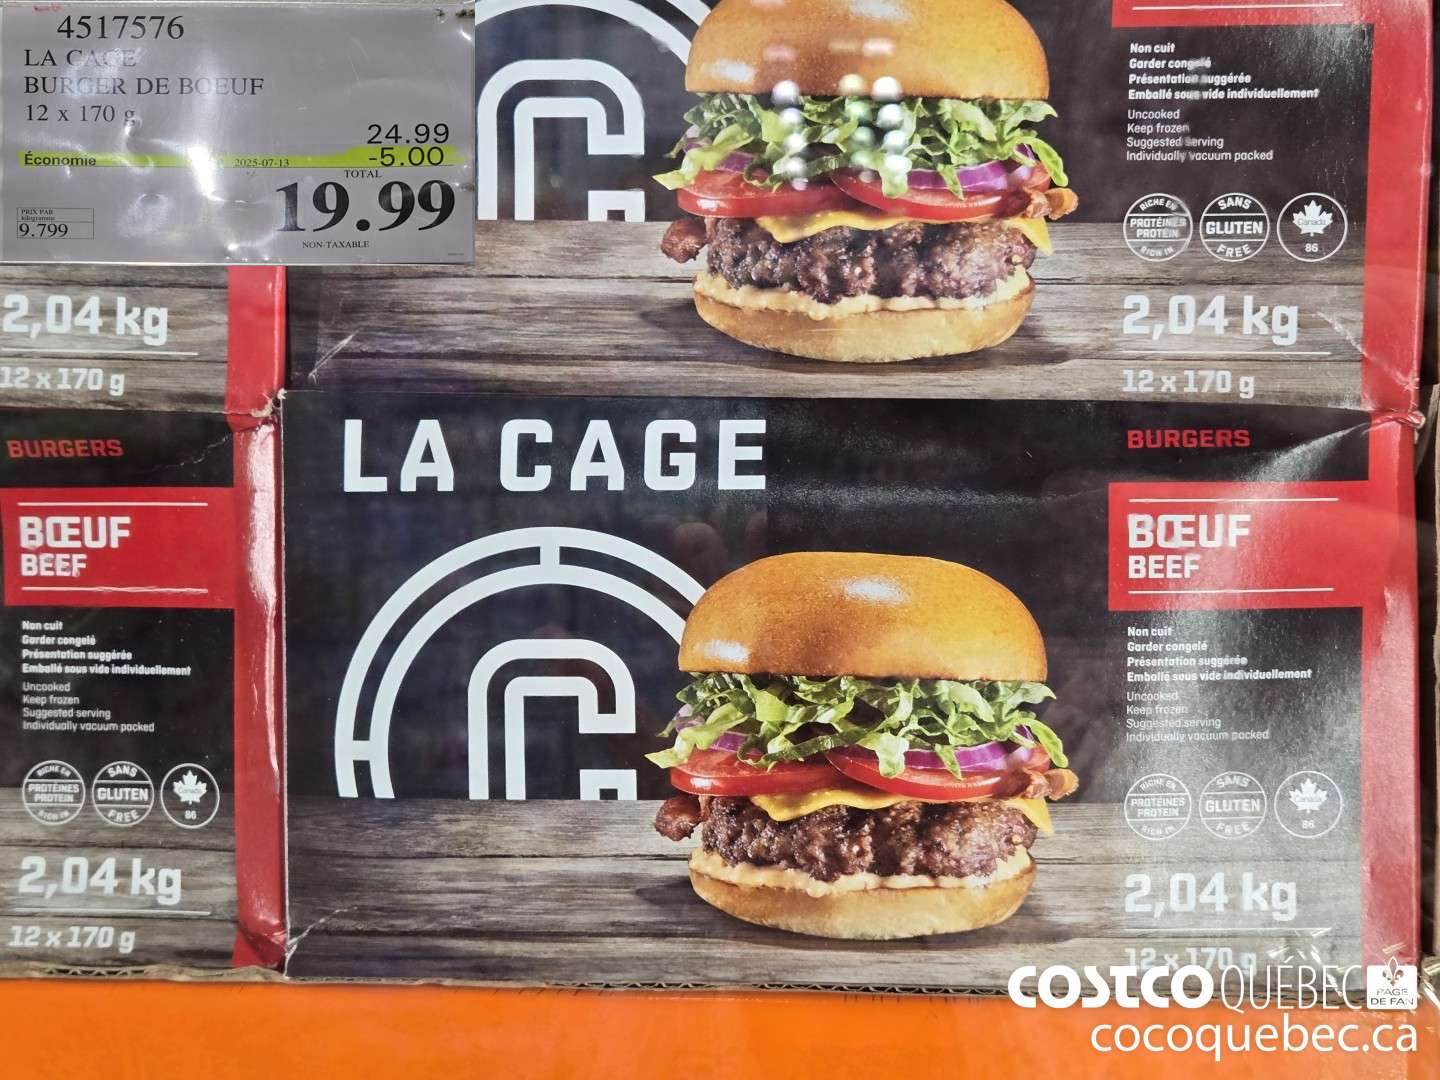 4517576
LA CAGE
BURGER DE BOEUF
12 x 170 g
24.99
Économie 2025-07-13 -5.00
TOTAL
19.99
NON-TAXABLE
PRIX PAR
kilogramme
9.799
Non cuit
Garder congelé
Présentation suggérée
Emballé sous vide individuellement
Uncooked
Keep frozen
Suggested Serving
Individually vacuum packed
RICHE EN
PROTÉINES
PROTEIN
RICH IN
SANS
GLUTEN
FREE
Canada
86
2,04 kg
12 x 170 g
2,04 kg
12 x 170 g
BURGERS
BŒUF
BEEF
Non cuit
Garder congelé
Présentation suggérée
Emballé sous vide individuellement
Uncooked
Keep frozen
Suggested serving
Individually vacuum packed
RICHE EN
PROTÉINES
PROTEIN
RICH IN
SANS
GLUTEN
FREE
Canada
86
2,04 kg
12 x 170 g
LA CAGE
BURGERS
BŒUF
BEEF
Non cuit
Garder congelé
Présentation suggérée
Emballé sous vide individuellement
Uncooked
Keep frozen
Suggested serving
Individually vacuum packed
RICHE EN
PROTÉINES
PROTEIN
RICH IN
SANS
GLUTEN
FREE
Canada
86
2,04 kg
12 x 170 g
COSTCO QUÉBEC
PAGE
DE FAN
cocoquebec.ca